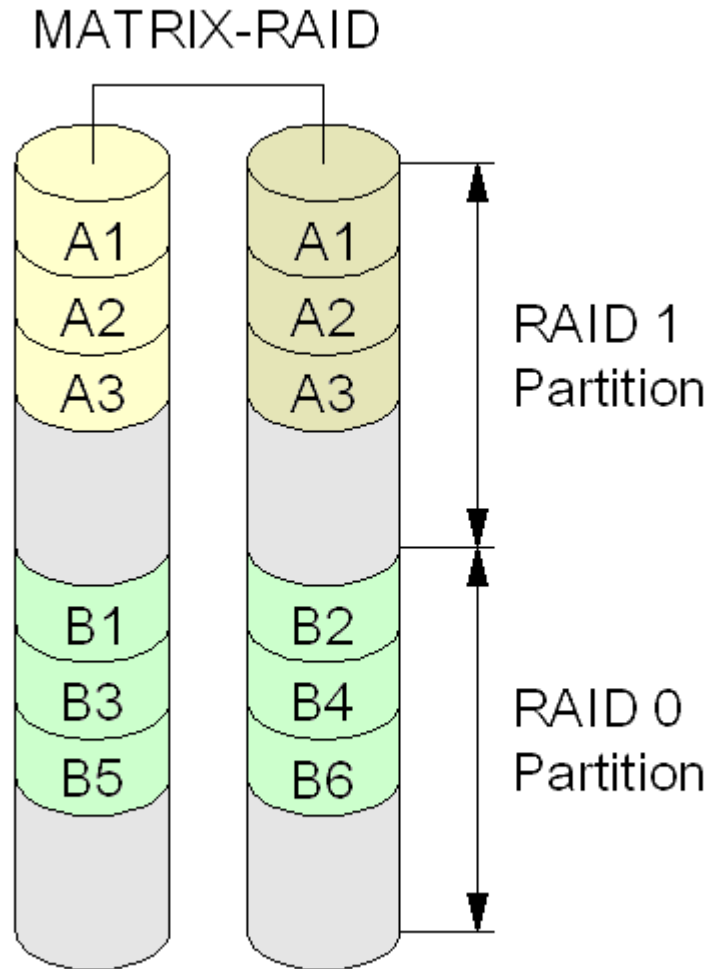 MATRIX-RAID
A1
A1
A2
A2
A3
A3
RAID 1
Partition
B1
B2
B3
B4
B5
B6
RAID 0
Partition